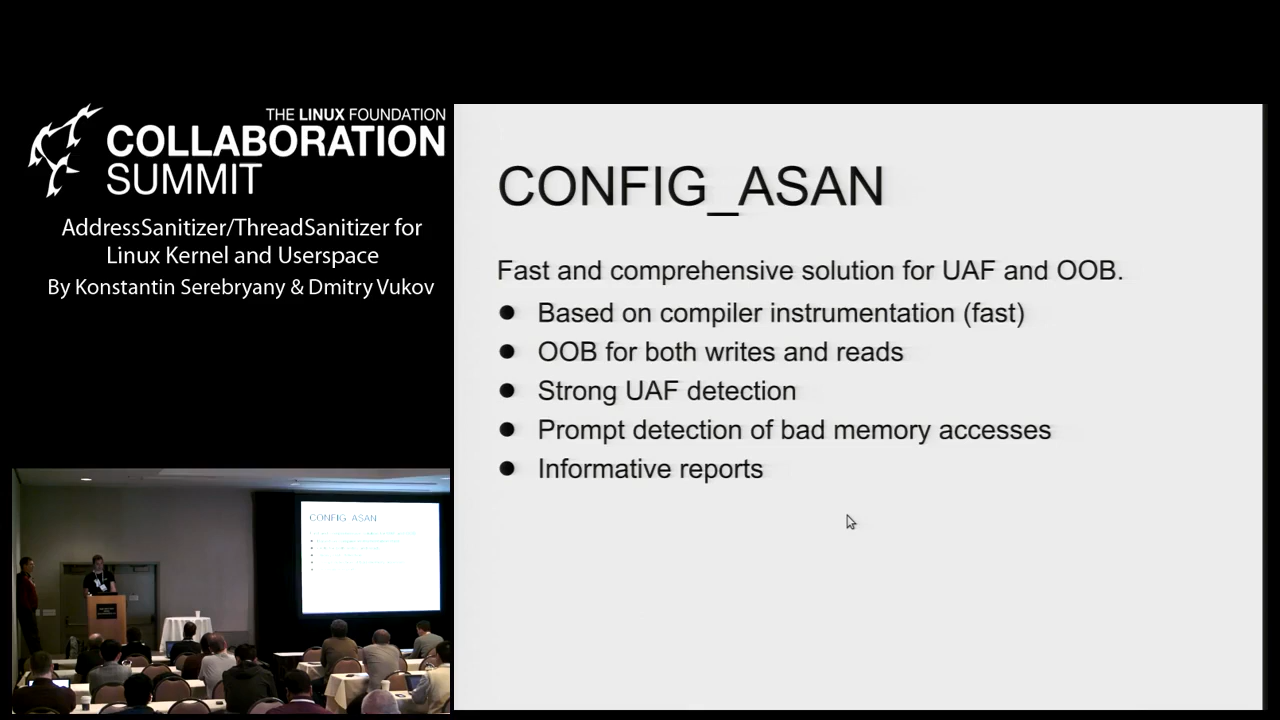 THE LINUX FOUNDATION
COLLABORATION
SUMMIT
AddressSanitizer/ThreadSanitizer for
Linux Kernel and Userspace
By Konstantin Serebryany & Dmitry Vukov
CONFIG_ASAN
Fast and comprehensive solution for UAF and OOB.
● Based on compiler instrumentation (fast)
● OOB for both writes and reads
● Strong UAF detection
● Prompt detection of bad memory accesses
● Informative reports
CONFIG_ASAN